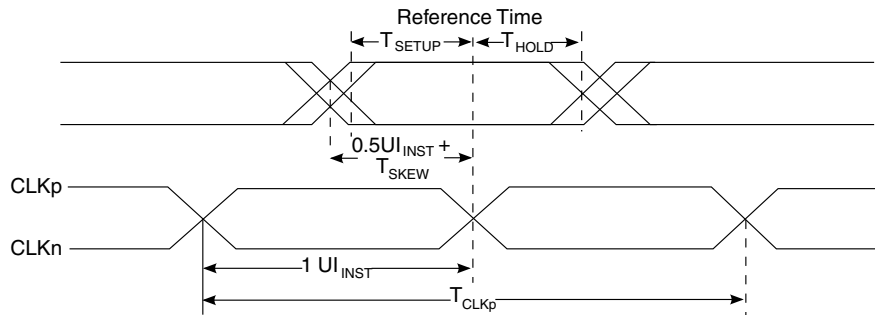 Reference Time
T_SETUP T_HOLD
0.5UI_INST +
T_SKEW
CLKp
CLKn
1 UI_INST
T_CLKp